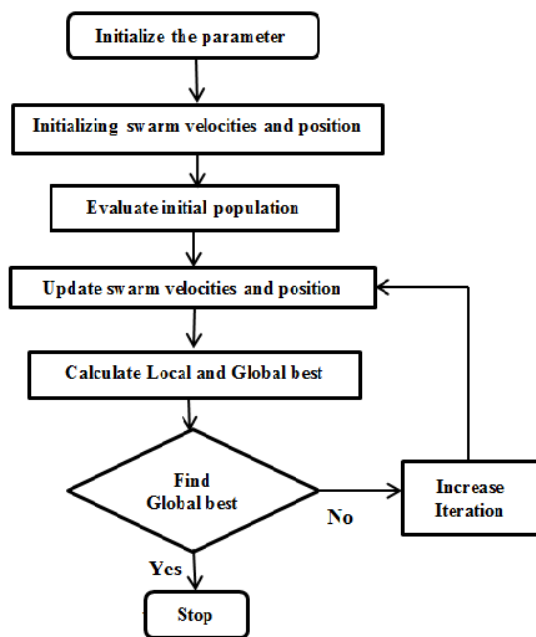 Initialize the parameter
Initializing swarm velocities and position
Evaluate initial population
Update swarm velocities and position
Calculate Local and Global best
Find
Global best
No
Increase
Iteration
Yes
Stop